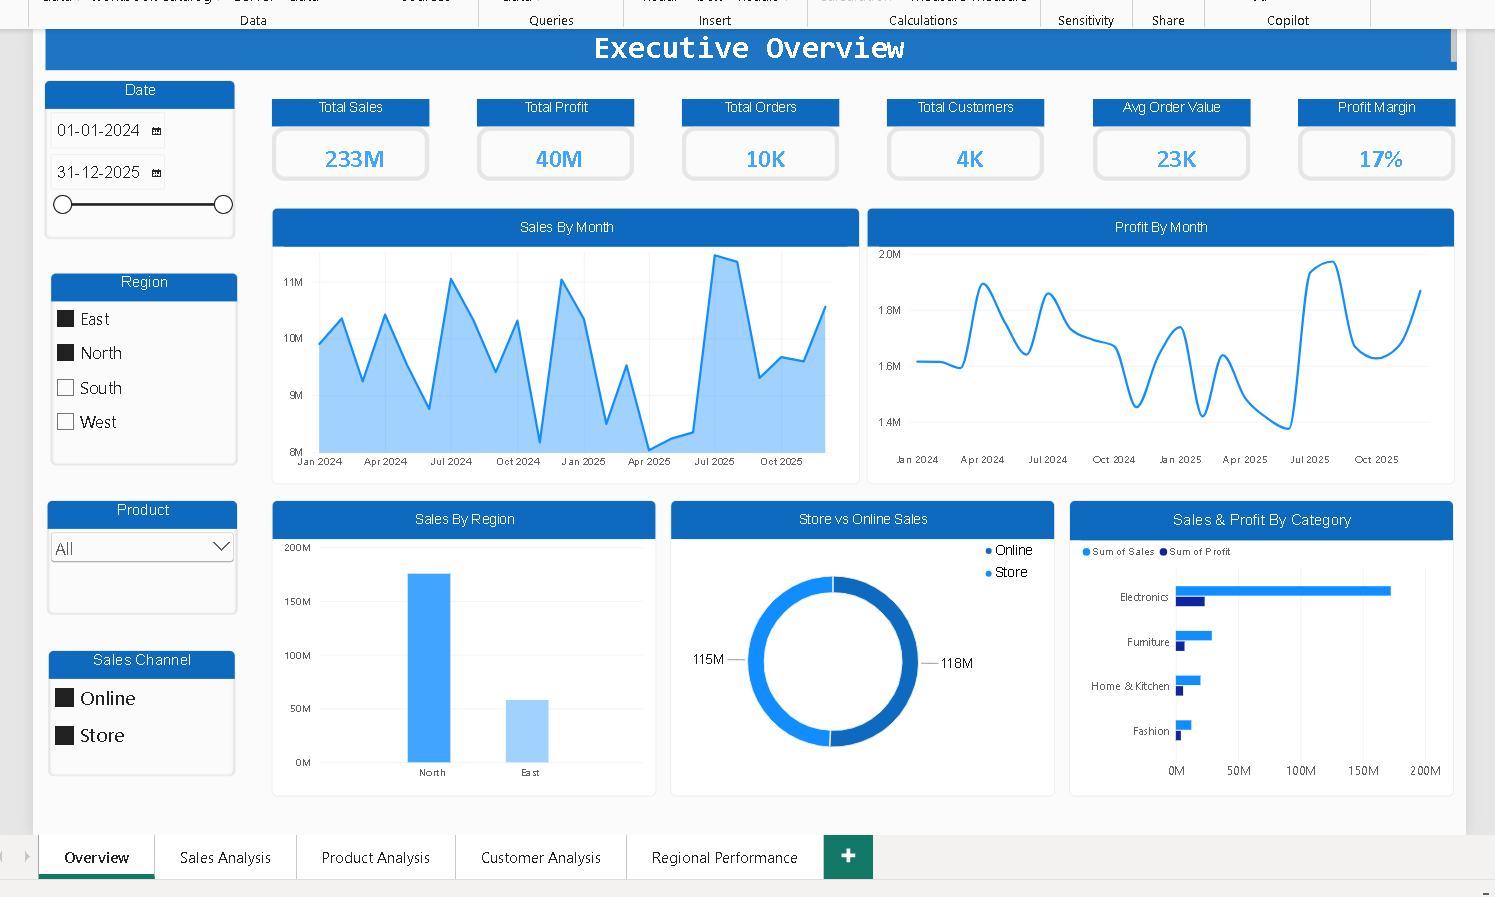 Data
Queries
Insert
Calculations
Sensitivity
Share
Copilot
Executive Overview
Date
01-01-2024
31-12-2025
Region
East
North
South
West
Product
All
Sales Channel
Online
Store
Total Sales
233M
Total Profit
40M
Total Orders
10K
Total Customers
4K
Avg Order Value
23K
Profit Margin
17%
Sales By Month
11M
10M
9M
8M
Jan 2024 Apr 2024 Jul 2024 Oct 2024 Jan 2025 Apr 2025 Jul 2025 Oct 2025
Profit By Month
2.0M
1.8M
1.6M
1.4M
Jan 2024 Apr 2024 Jul 2024 Oct 2024 Jan 2025 Apr 2025 Jul 2025 Oct 2025
Sales By Region
200M
150M
100M
50M
0M
North East
Store vs Online Sales
Online
Store
115M
118M
Sales & Profit By Category
Sum of Sales Sum of Profit
Electronics
Furniture
Home & Kitchen
Fashion
0M 50M 100M 150M 200M
Overview
Sales Analysis
Product Analysis
Customer Analysis
Regional Performance